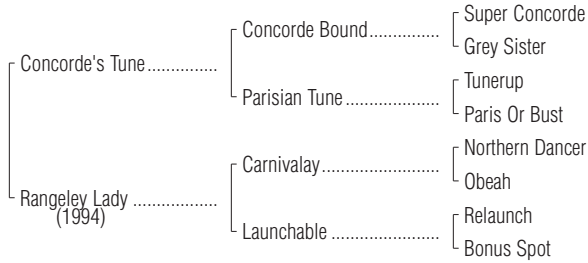 Super Concorde
Concorde Bound
Grey Sister
Concorde's Tune
Tunerup
Parisian Tune
Paris Or Bust
Northern Dancer
Carnivalay
Obeah
Rangeley Lady
(1994)
Relaunch
Launchable
Bonus Spot